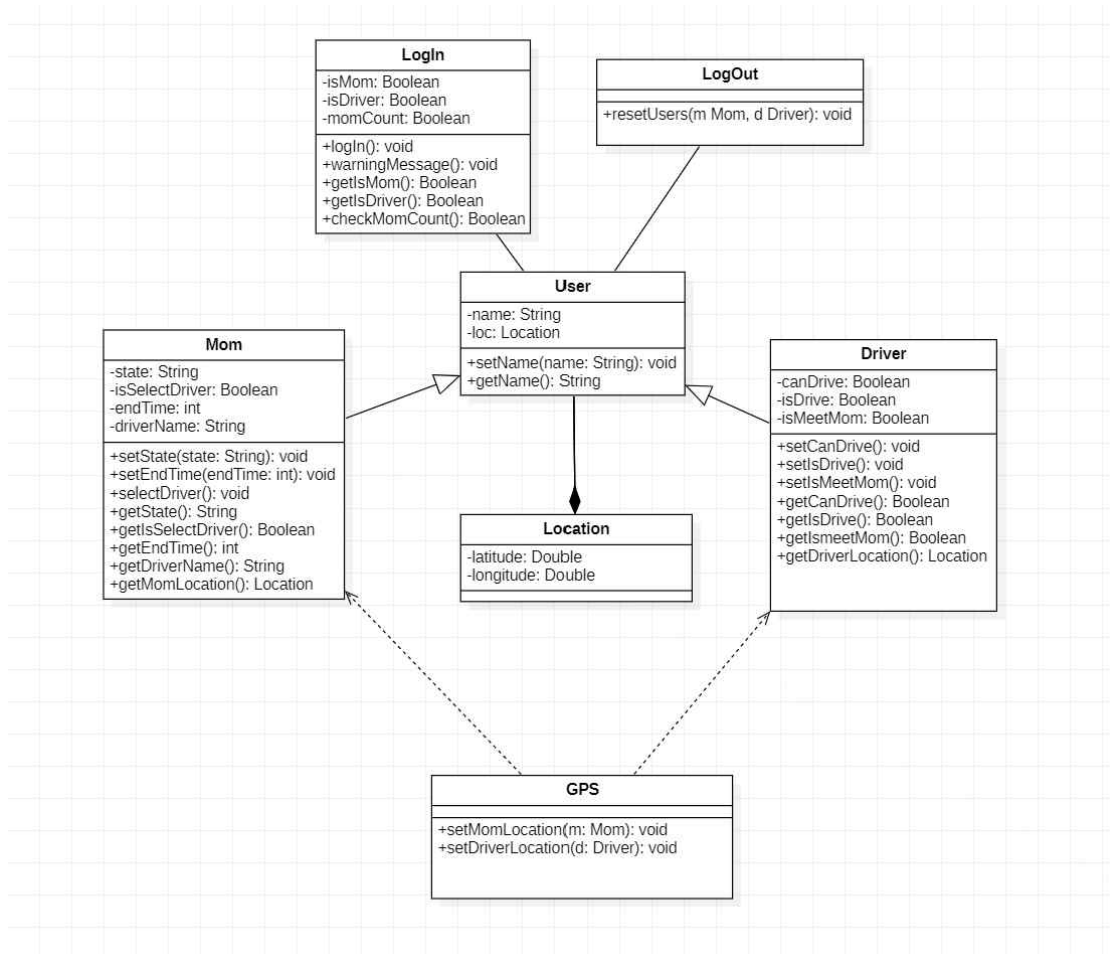 LogIn
-isMom: Boolean
-isDriver: Boolean
-momCount: Boolean
+logIn(): void
+warningMessage(): void
+getIsMom(): Boolean
+getIsDriver(): Boolean
+checkMomCount(): Boolean
LogOut
+resetUsers(m Mom, d Driver): void
User
-name: String
-loc: Location
+setName(name: String): void
+getName(): String
Mom
-state: String
-isSelectDriver: Boolean
-endTime: int
-driverName: String
+setState(state: String): void
+setEndTime(endTime: int): void
+selectDriver(): void
+getState(): String
+getIsSelectDriver(): Boolean
+getEndTime(): int
+getDriverName(): String
+getMomLocation(): Location
Driver
-canDrive: Boolean
-isDrive: Boolean
-isMeetMom: Boolean
+setCanDrive(): void
+setIsDrive(): void
+setIsMeetMom(): void
+getCanDrive(): Boolean
+getIsDrive(): Boolean
+getIsmeetMom(): Boolean
+getDriverLocation(): Location
Location
-latitude: Double
-longitude: Double
GPS
+setMomLocation(m: Mom): void
+setDriverLocation(d: Driver): void